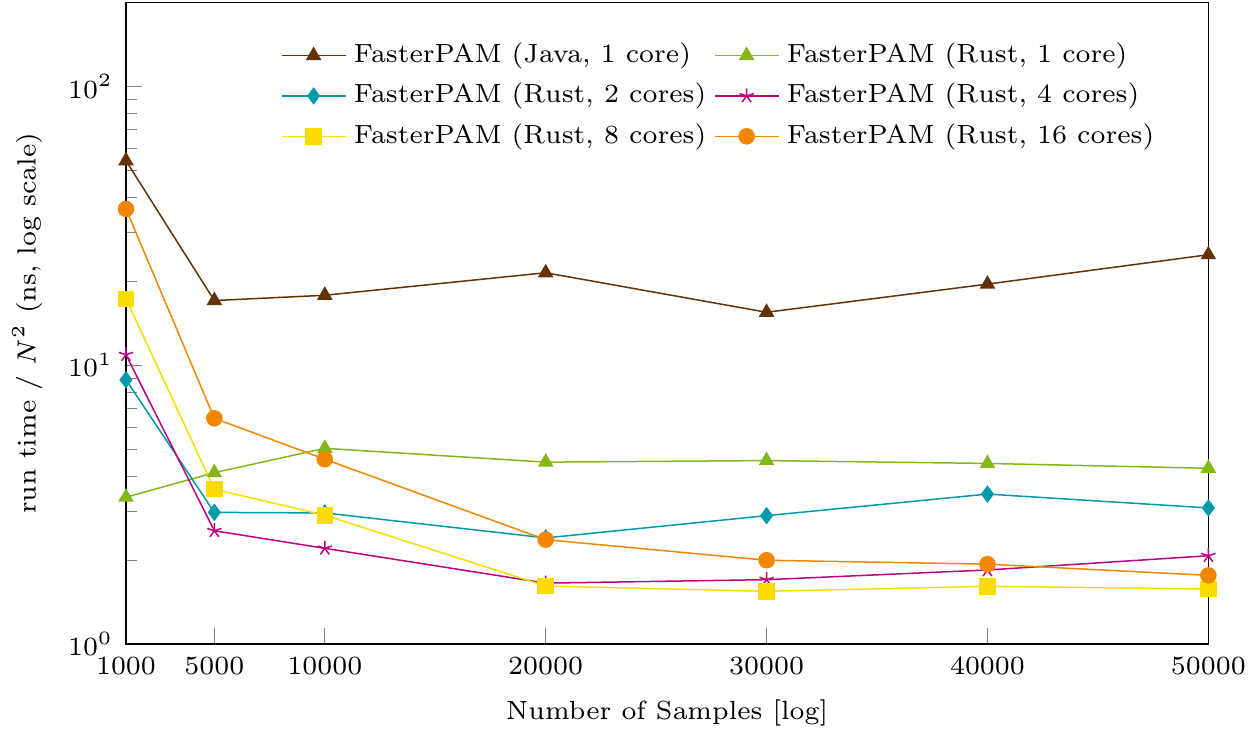 FasterPAM (Java, 1 core) FasterPAM (Rust, 1 core)
FasterPAM (Rust, 2 cores) FasterPAM (Rust, 4 cores)
FasterPAM (Rust, 8 cores) FasterPAM (Rust, 16 cores)
run time / N² (ns, log scale)
10²
10¹
10⁰
1000 5000 10000 20000 30000 40000 50000
Number of Samples [log]